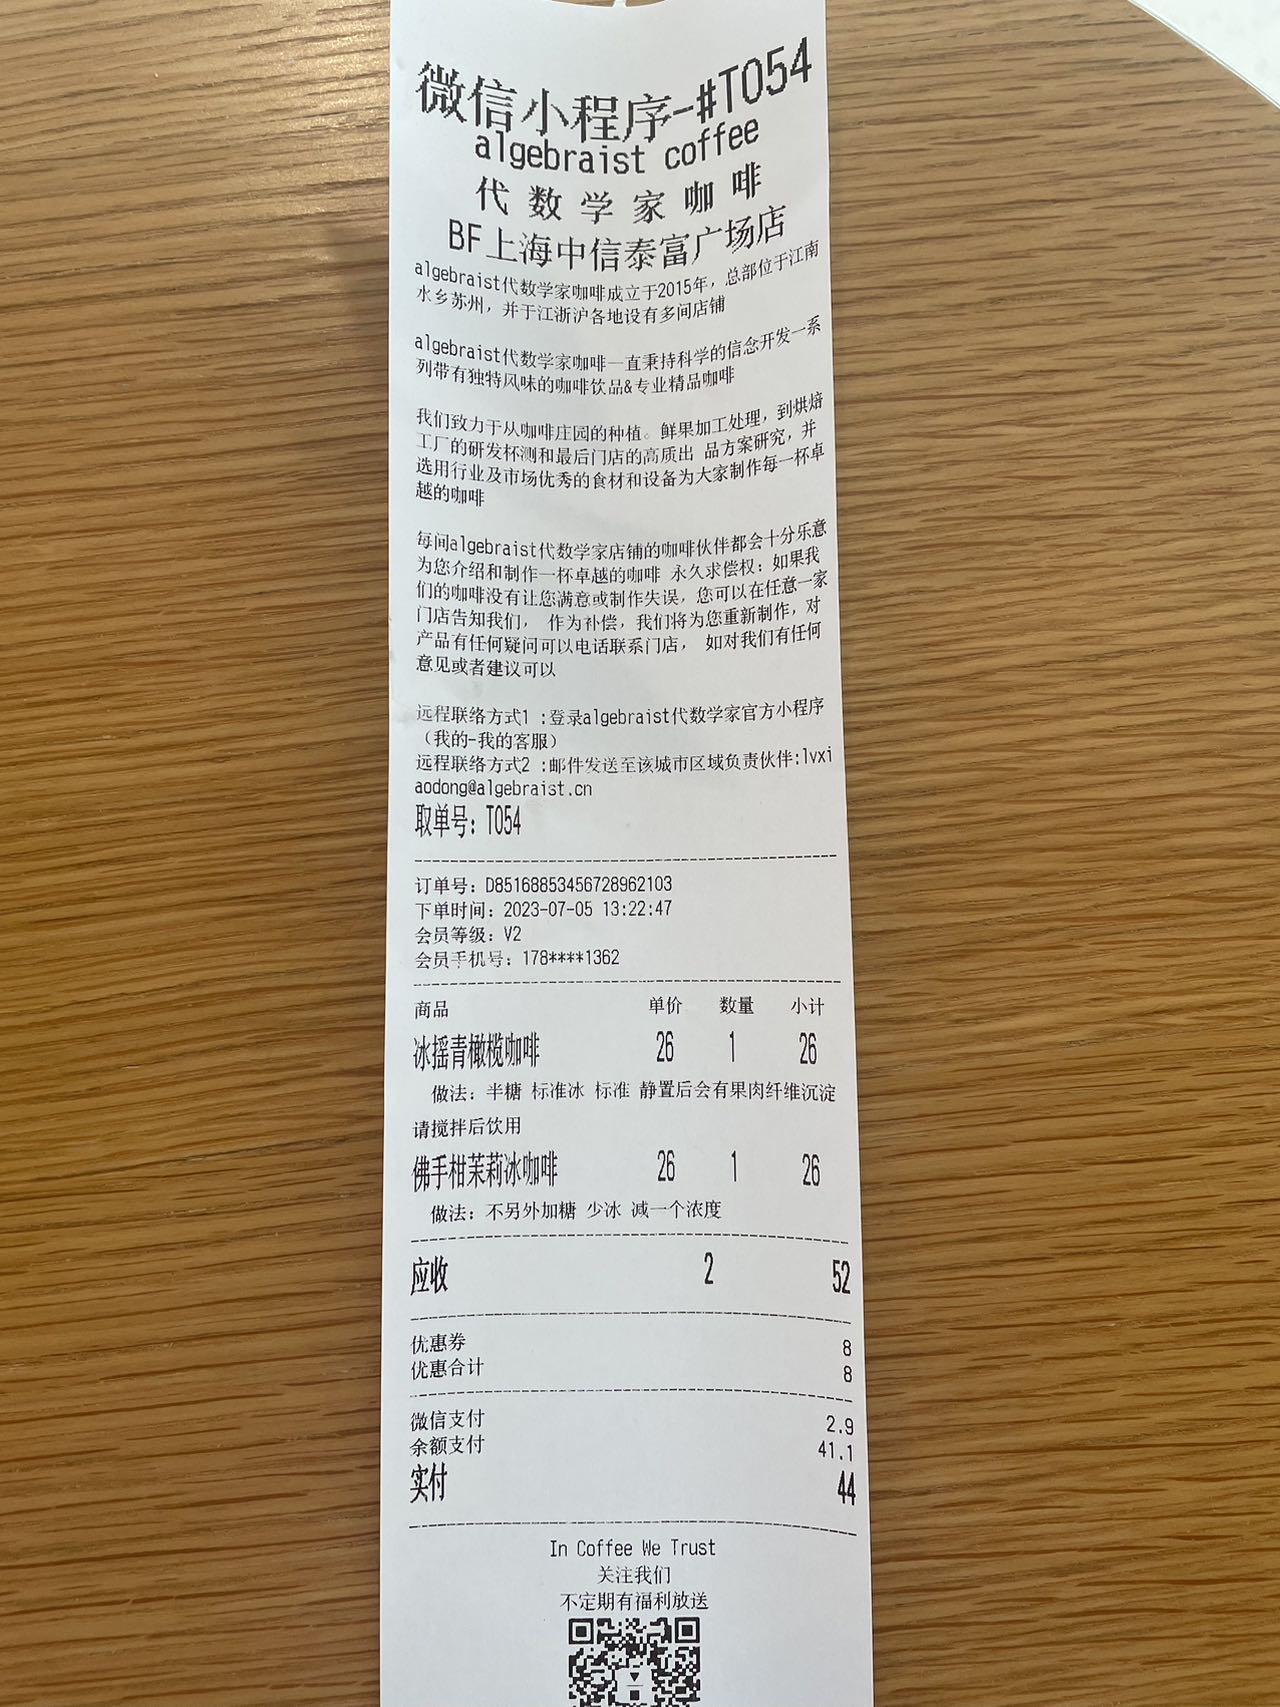 微信小程序-#T054
algebraist coffee
代数学家咖啡
BF上海中信泰富广场店
algebraist代数学家咖啡成立于2015年，总部位于江南
水乡苏州，并于江浙沪各地设有多间店铺
algebraist代数学家咖啡一直秉持科学的信念开发一系
列带有独特风味的咖啡饮品&专业精品咖啡
我们致力于从咖啡庄园的种植。鲜果加工处理，到烘焙
工厂的研发杯测和最后门店的高质出 品方案研究，并
选用行业及市场优秀的食材和设备为大家制作每一杯卓
越的咖啡
每间algebraist代数学家店铺的咖啡伙伴都会十分乐意
为您介绍和制作一杯卓越的咖啡 永久求偿权：如果我
们的咖啡没有让您满意或制作失误，您可以在任意一家
门店告知我们， 作为补偿，我们将为您重新制作，对
产品有任何疑问可以电话联系门店， 如对我们有任何
意见或者建议可以
远程联络方式1 :登录algebraist代数学家官方小程序
（我的-我的客服）
远程联络方式2 :邮件发送至该城市区域负责伙伴:lvxi
aodong@algebraist.cn
取单号：T054
订单号：D85168853456728962103
下单时间：2023-07-05 13:22:47
会员等级：V2
会员手机号：178****1362
商品 单价 数量 小计
冰摇青橄榄咖啡 26 1 26
做法：半糖 标准冰 标准 静置后会有果肉纤维沉淀
请搅拌后饮用
佛手柑茉莉冰咖啡 26 1 26
做法：不另外加糖 少冰 减一个浓度
应收 2 52
优惠券 8
优惠合计 8
微信支付 2.9
余额支付 41.1
实付 44
In Coffee We Trust
关注我们
不定期有福利放送